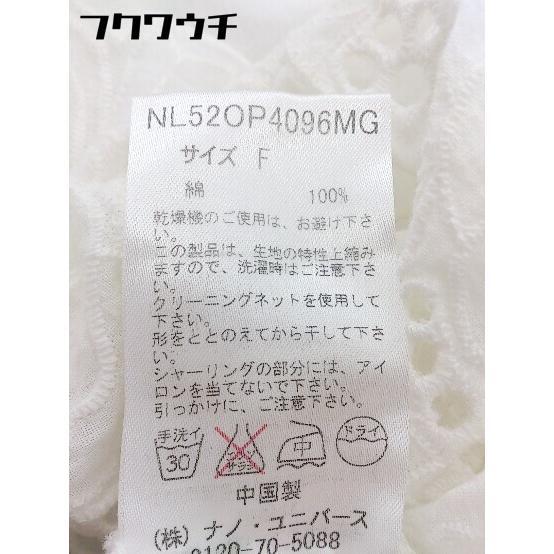 フクワウチ
NL52OP4096MG
サイズ F
綿 100%
乾燥機のご使用は、お避け下さ
い。
この製品は、生地の特性上縮み
ますので、洗濯時はご注意下さ
い。
クリーニングネットを使用して
下さい。
形をととのえてから干して下さ
い。
シャーリングの部分には、アイ
ロンを当てないで下さい。
引っかけに、ご注意下さい。
手洗イ 30 エンソ サラシ 中 ドライ
中国製
(株) ナノ・ユニバース
0120-70-5088